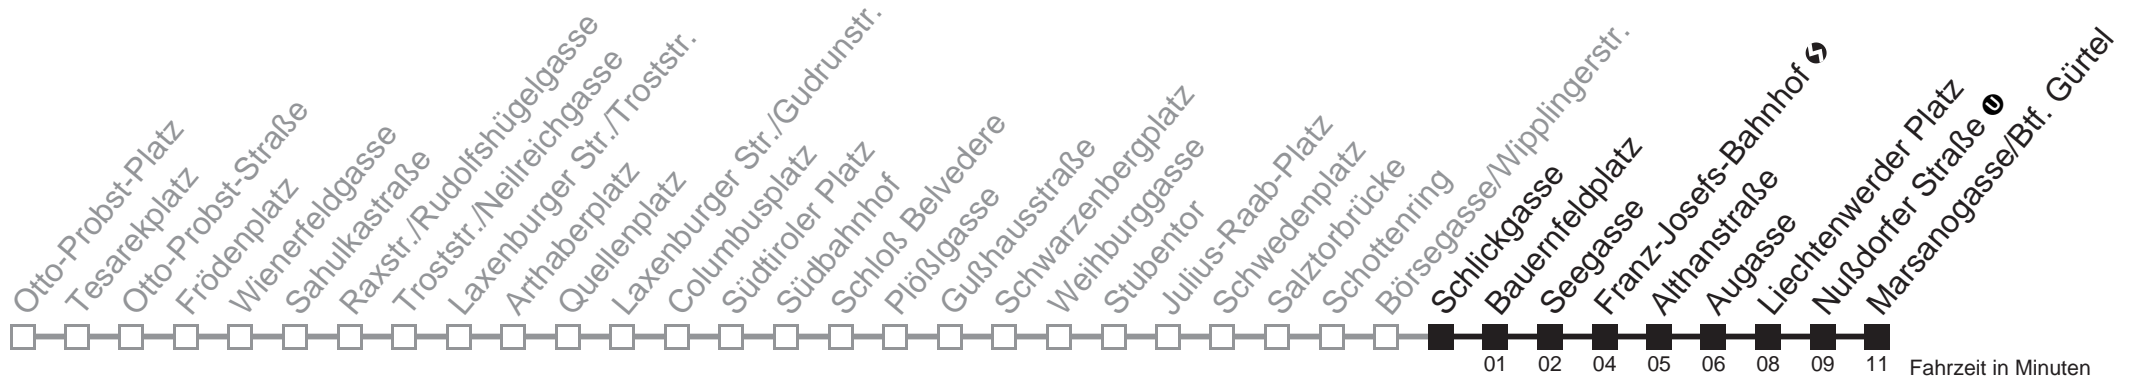 Otto-Probst-Platz
Tesarekplatz
Otto-Probst-Straße
Frödenplatz
Wienerfeldgasse
Sahulkastraße
Raxstr./Rudolfshügelgasse
Troststr./Neilreichgasse
Laxenburger Str./Troststr.
Arthaberplatz
Quellenplatz
Laxenburger Str./Gudrunstr.
Columbusplatz
Südtiroler Platz
Südbahnhof
Schloß Belvedere
Plößlgasse
Gußhausstraße
Schwarzenbergplatz
Weihburggasse
Stubentor
Julius-Raab-Platz
Schwedenplatz
Salztorbrücke
Schottenring
Börsegasse/Wipplingerstr.
Schlickgasse
Bauernfeldplatz
Seegasse
Franz-Josefs-Bahnhof
Althanstraße
Augasse
Liechtenwerder Platz
Nußdorfer Straße U
Marsanogasse/Btf. Gürtel
01 02 04 05 06 08 09 11 Fahrzeit in Minuten